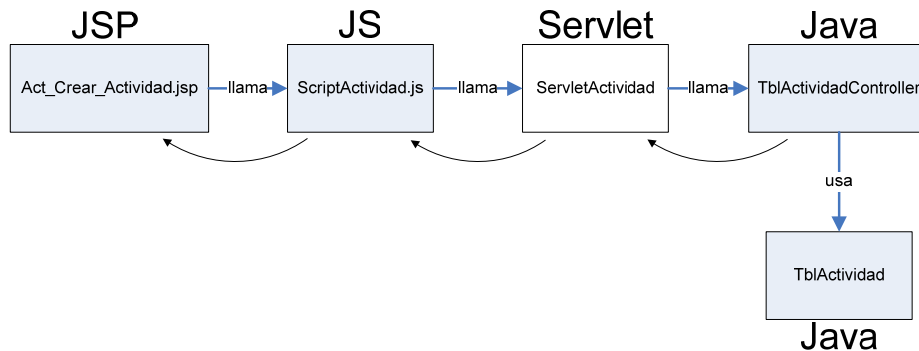 JSP
JS
Servlet
Java
Act_Crear_Actividad.jsp
llama
ScriptActividad.js
llama
ServletActividad
llama
TblActividadController
usa
TblActividad
Java